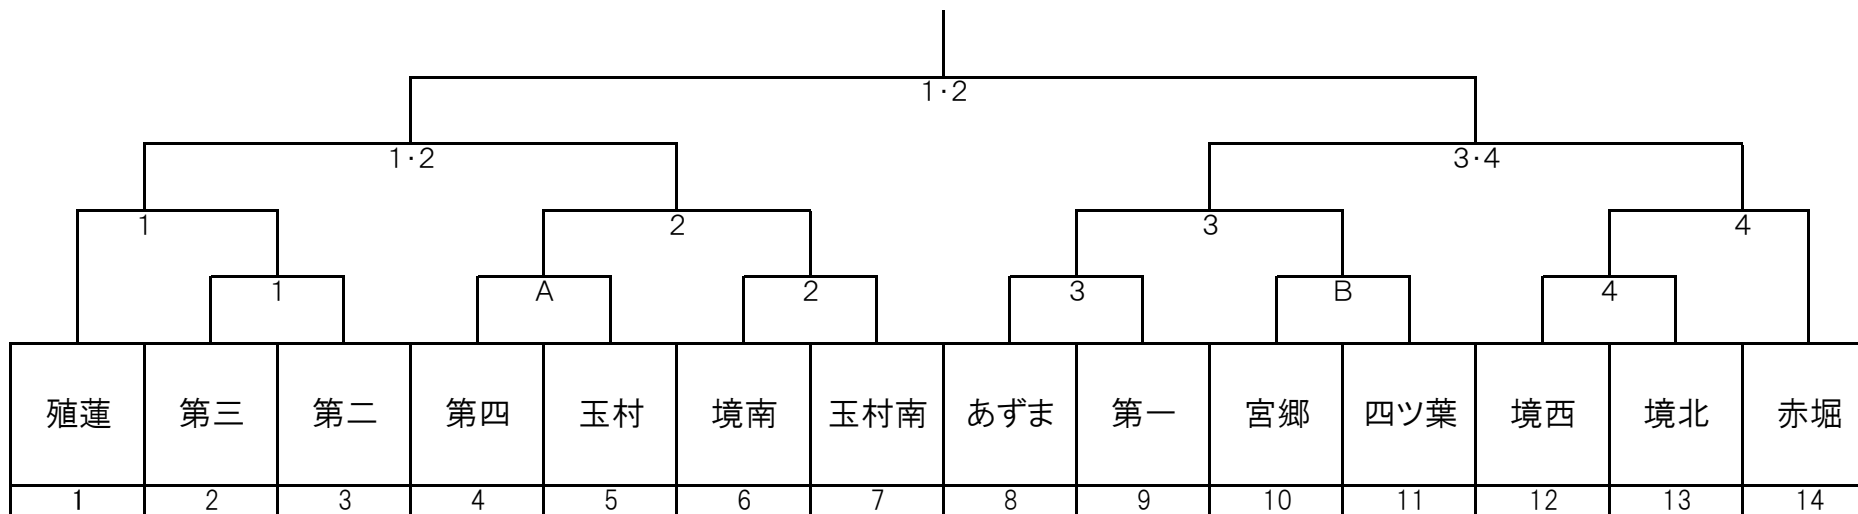 1・2
1・2 3・4
1 2 3 4
1 A 2 3 B 4
殖蓮 第三 第二 第四 玉村 境南 玉村南 あずま 第一 宮郷 四ツ葉 境西 境北 赤堀
1 2 3 4 5 6 7 8 9 10 11 12 13 14